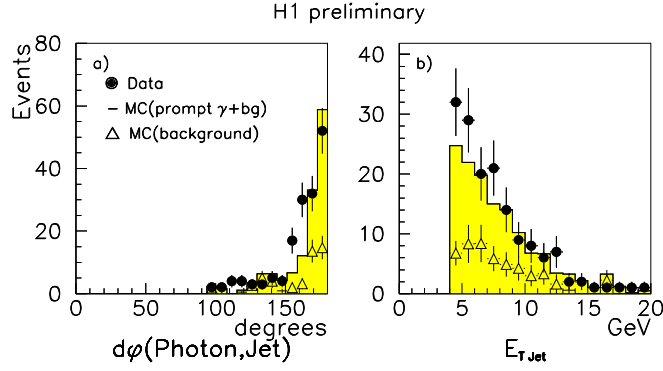 H1 preliminary
Events
80
60
40
20
0
a)
Data
MC(prompt γ+bg)
MC(background)
0
50
100
150
degrees
dφ(Photon,Jet)
40
30
20
10
0
b)
0
5
10
15
20
GeV
E_T Jet